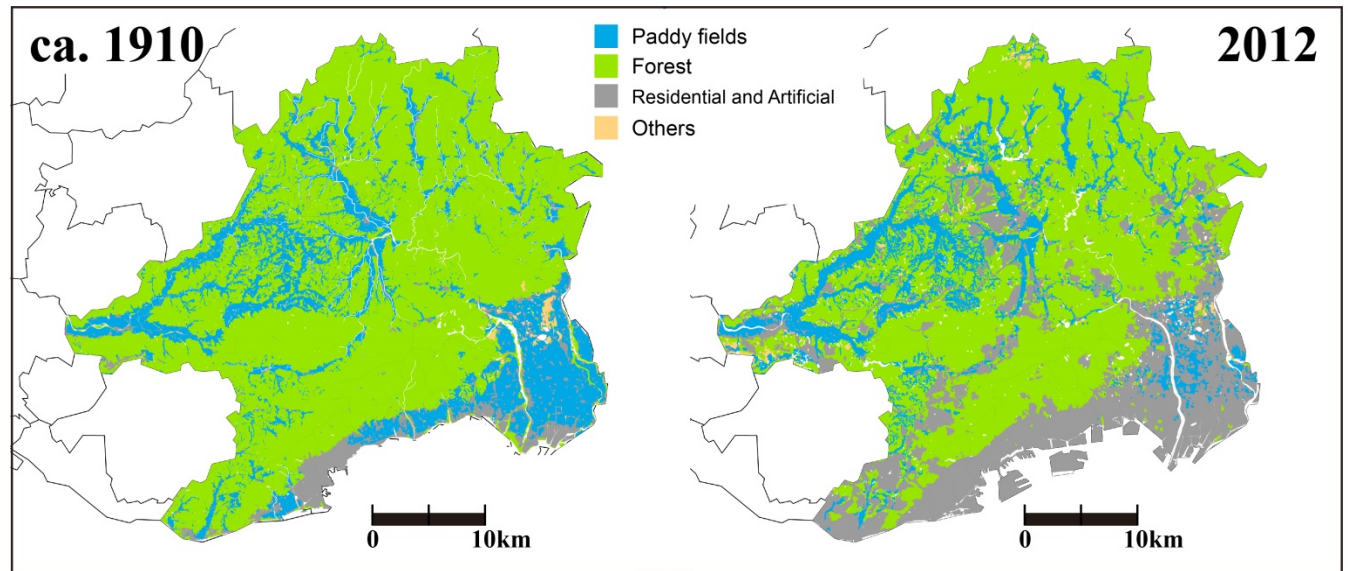 ca. 1910
Paddy fields
Forest
Residential and Artificial
Others
2012
0
10km
0
10km